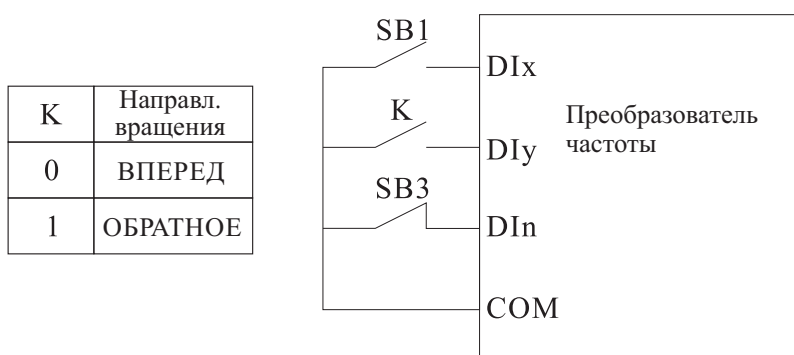 K
Направл.
вращения
0
ВПЕРЕД
1
ОБРАТНОЕ
SB1
DIx
K
DIy
SB3
DIn
COM
Преобразователь
частоты